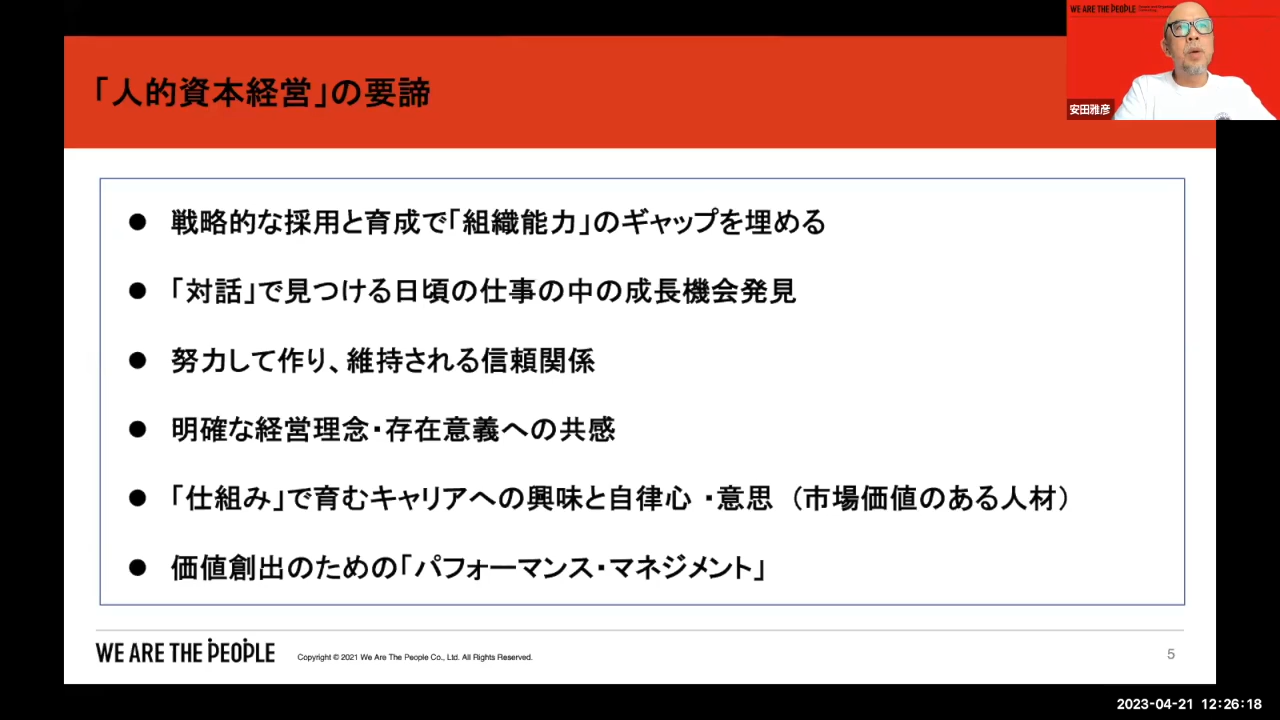 WE ARE THE PEOPLE
安田雅彦
「人的資本経営」の要諦
● 戦略的な採用と育成で「組織能力」のギャップを埋める
● 「対話」で見つける日頃の仕事の中の成長機会発見
● 努力して作り、維持される信頼関係
● 明確な経営理念・存在意義への共感
● 「仕組み」で育むキャリアへの興味と自律心 ・意思 （市場価値のある人材）
● 価値創出のための「パフォーマンス・マネジメント」
WE ARE THE PEOPLE
Copyright © 2021 We Are The People Co., Ltd. All Rights Reserved.
5
2023-04-21 12:26:18